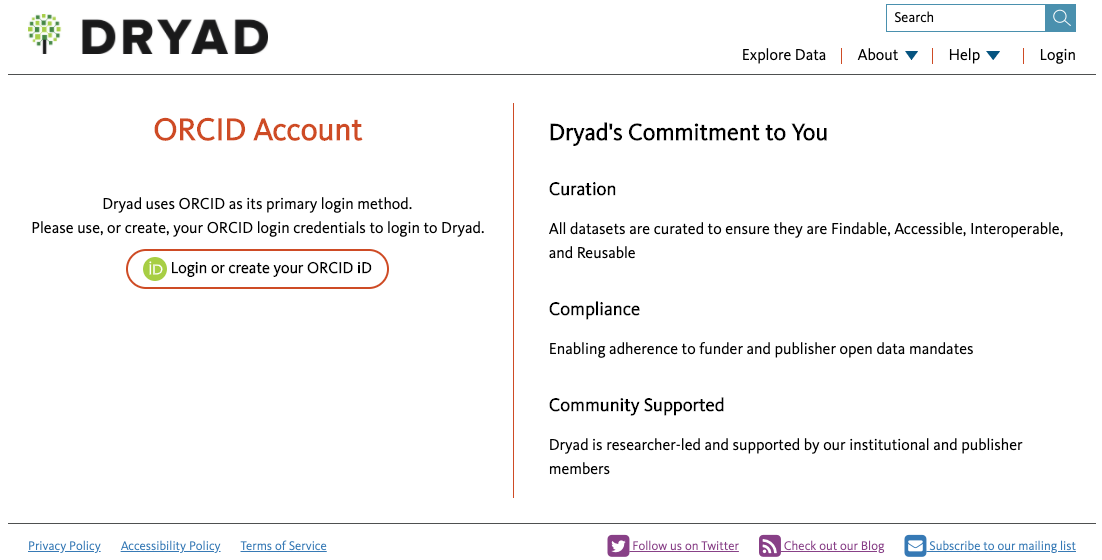 DRYAD
Search
Explore Data
About
Help
Login
ORCID Account
Dryad uses ORCID as its primary login method.
Please use, or create, your ORCID login credentials to login to Dryad.
iD Login or create your ORCID iD
Dryad's Commitment to You
Curation
All datasets are curated to ensure they are Findable, Accessible, Interoperable,
and Reusable
Compliance
Enabling adherence to funder and publisher open data mandates
Community Supported
Dryad is researcher-led and supported by our institutional and publisher
members
Privacy Policy
Accessibility Policy
Terms of Service
Follow us on Twitter
Check out our Blog
Subscribe to our mailing list